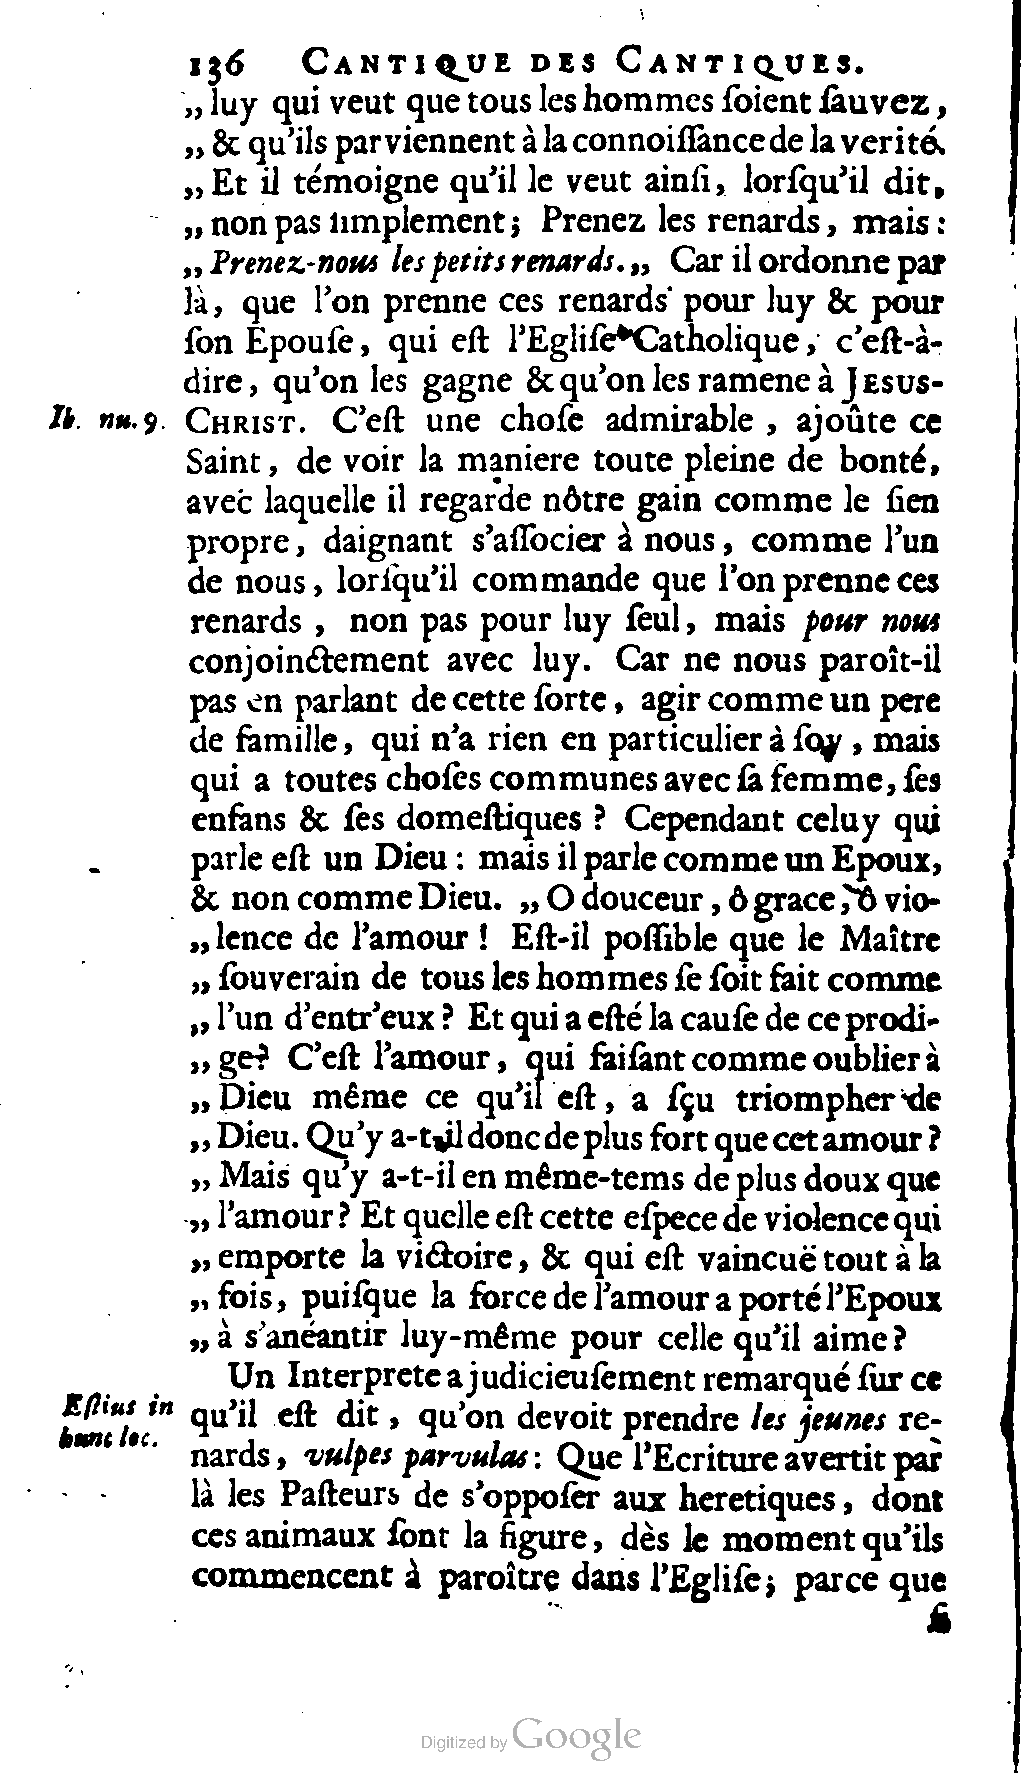 136 CANTIQUE DES CANTIQUES.
„ luy qui veut que tous les hommes ſoient ſauvez,
„ & qu'ils parviennent à la connoiſſance de la verité.
„ Et il témoigne qu'il le veut ainſi, lorſqu'il dit,
„ non pas ſimplement; Prenez les renards, mais:
„ Prenez-nous les petits renards. „ Car il ordonne par
là, que l'on prenne ces renards pour luy & pour
ſon Epouſe, qui eſt l'Egliſe Catholique, c'eſt-à-
dire, qu'on les gagne & qu'on les ramene à JESUS-
Ib. nu. 9. CHRIST. C'eſt une choſe admirable, ajoûte ce
Saint, de voir la maniere toute pleine de bonté,
avec laquelle il regarde nôtre gain comme le ſien
propre, daignant s'aſſocier à nous, comme l'un
de nous, lorſqu'il commande que l'on prenne ces
renards, non pas pour luy ſeul, mais pour nous
conjoinctement avec luy. Car ne nous paroît-il
pas en parlant de cette ſorte, agir comme un pere
de famille, qui n'a rien en particulier à ſoy, mais
qui a toutes choſes communes avec ſa femme, ſes
enfans & ſes domeſtiques? Cependant celuy qui
parle eſt un Dieu: mais il parle comme un Epoux,
& non comme Dieu. „ O douceur, ô grace, ô vio-
„ lence de l'amour! Eſt-il poſſible que le Maître
„ ſouverain de tous les hommes ſe ſoit fait comme
„ l'un d'entr'eux? Et qui a eſté la cauſe de ce prodi-
„ ge? C'eſt l'amour, qui faiſant comme oublier à
„ Dieu même ce qu'il eſt, a ſçu triompher de
„ Dieu. Qu'y a-t-il donc de plus fort que cet amour?
„ Mais qu'y a-t-il en même-tems de plus doux que
„ l'amour? Et quelle eſt cette eſpece de violence qui
„ emporte la victoire, & qui eſt vaincuë tout à la
„ fois, puiſque la force de l'amour a porté l'Epoux
„ à s'anéantir luy-même pour celle qu'il aime?
Un Interprete a judicieuſement remarqué ſur ce
Eſtius in qu'il eſt dit, qu'on devoit prendre les jeunes re-
hunc loc. nards, vulpes parvulas: Que l'Ecriture avertit par
là les Paſteurs de s'oppoſer aux heretiques, dont
ces animaux ſont la figure, dès le moment qu'ils
commencent à paroître dans l'Egliſe; parce que
Digitized by Google